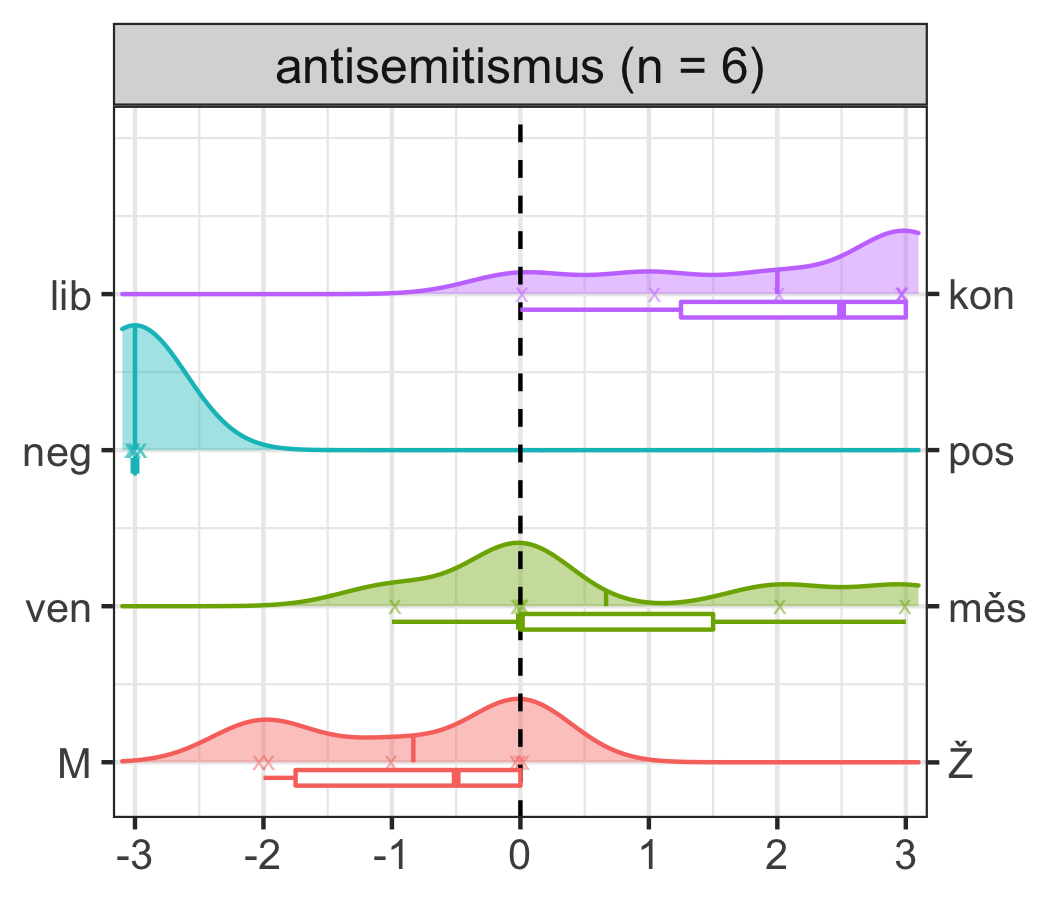 antisemitismus (n = 6)
lib kon
neg pos
ven měs
M Ž
-3 -2 -1 0 1 2 3